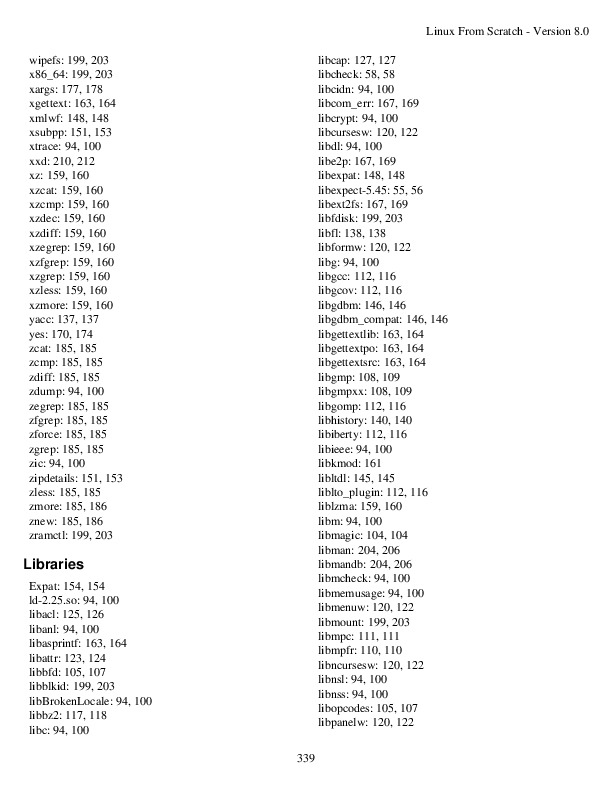 Linux From Scratch - Version 8.0
wipefs: 199, 203
x86_64: 199, 203
xargs: 177, 178
xgettext: 163, 164
xmlwf: 148, 148
xsubpp: 151, 153
xtrace: 94, 100
xxd: 210, 212
xz: 159, 160
xzcat: 159, 160
xzcmp: 159, 160
xzdec: 159, 160
xzdiff: 159, 160
xzegrep: 159, 160
xzfgrep: 159, 160
xzgrep: 159, 160
xzless: 159, 160
xzmore: 159, 160
yacc: 137, 137
yes: 170, 174
zcat: 185, 185
zcmp: 185, 185
zdiff: 185, 185
zdump: 94, 100
zegrep: 185, 185
zfgrep: 185, 185
zforce: 185, 185
zgrep: 185, 185
zic: 94, 100
zipdetails: 151, 153
zless: 185, 185
zmore: 185, 186
znew: 185, 186
zramctl: 199, 203
Libraries
Expat: 154, 154
ld-2.25.so: 94, 100
libacl: 125, 126
libanl: 94, 100
libasprintf: 163, 164
libattr: 123, 124
libbfd: 105, 107
libblkid: 199, 203
libBrokenLocale: 94, 100
libbz2: 117, 118
libc: 94, 100
libcap: 127, 127
libcheck: 58, 58
libcidn: 94, 100
libcom_err: 167, 169
libcrypt: 94, 100
libcursesw: 120, 122
libdl: 94, 100
libe2p: 167, 169
libexpat: 148, 148
libexpect-5.45: 55, 56
libext2fs: 167, 169
libfdisk: 199, 203
libfl: 138, 138
libformw: 120, 122
libg: 94, 100
libgcc: 112, 116
libgcov: 112, 116
libgdbm: 146, 146
libgdbm_compat: 146, 146
libgettextlib: 163, 164
libgettextpo: 163, 164
libgettextsrc: 163, 164
libgmp: 108, 109
libgmpxx: 108, 109
libgomp: 112, 116
libhistory: 140, 140
libiberty: 112, 116
libieee: 94, 100
libkmod: 161
libltdl: 145, 145
liblto_plugin: 112, 116
liblzma: 159, 160
libm: 94, 100
libmagic: 104, 104
libman: 204, 206
libmandb: 204, 206
libmcheck: 94, 100
libmemusage: 94, 100
libmenuw: 120, 122
libmount: 199, 203
libmpc: 111, 111
libmpfr: 110, 110
libncursesw: 120, 122
libnsl: 94, 100
libnss: 94, 100
libopcodes: 105, 107
libpanelw: 120, 122
339